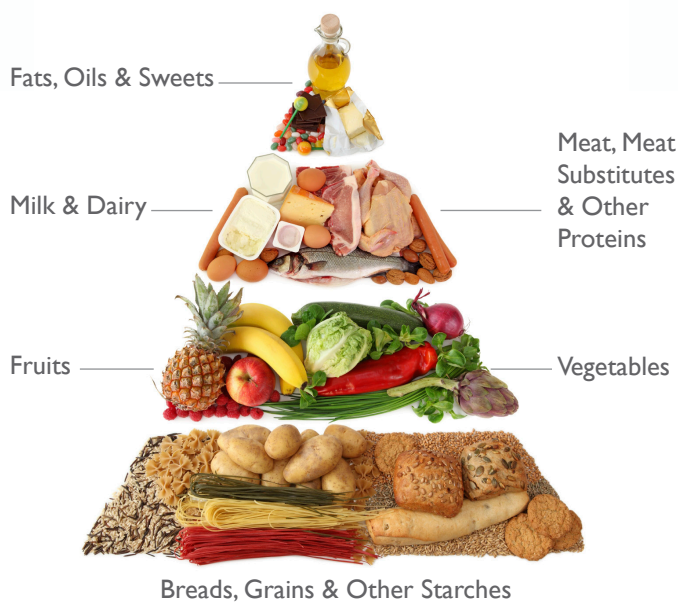 Fats, Oils & Sweets
Meat, Meat
Substitutes
& Other
Proteins
Milk & Dairy
Fruits
Vegetables
Breads, Grains & Other Starches